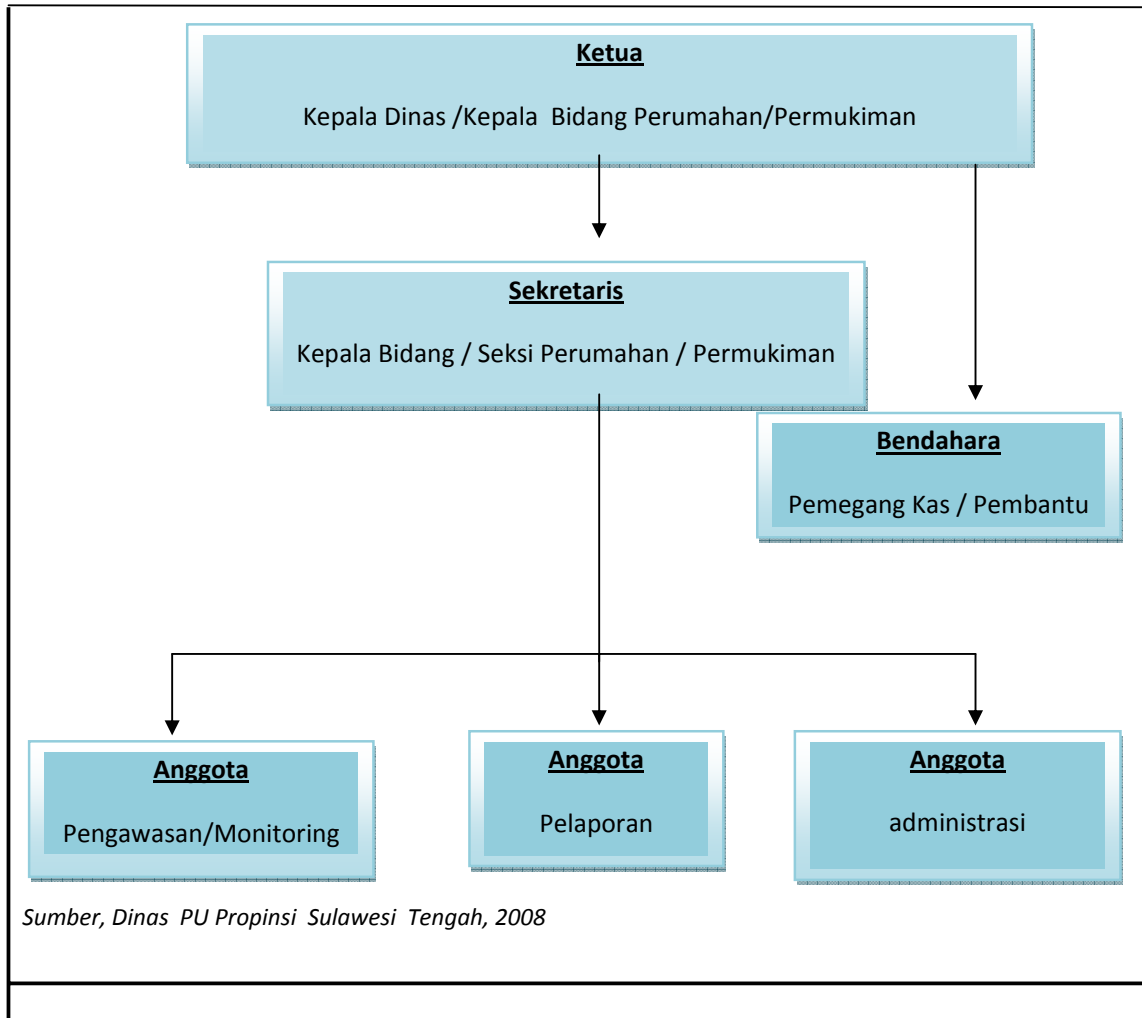 Ketua
Kepala Dinas /Kepala Bidang Perumahan/Permukiman
Sekretaris
Kepala Bidang / Seksi Perumahan / Permukiman
Bendahara
Pemegang Kas / Pembantu
Anggota
Pengawasan/Monitoring
Anggota
Pelaporan
Anggota
administrasi
Sumber, Dinas PU Propinsi Sulawesi Tengah, 2008